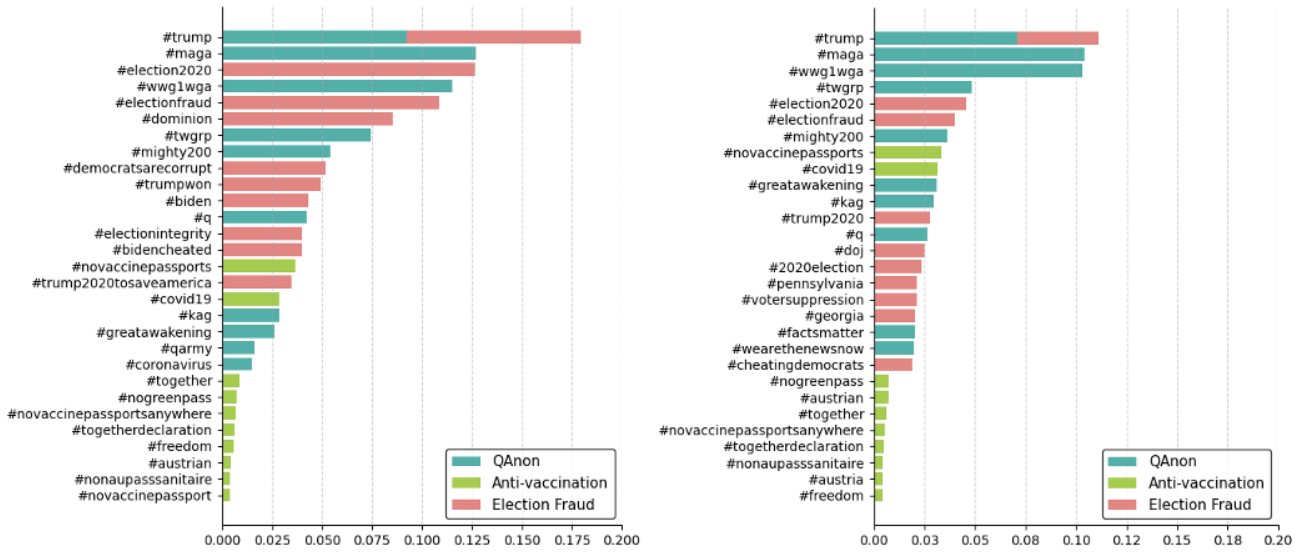 #trump
#maga
#election2020
#wwg1wga
#electionfraud
#dominion
#twgrp
#mighty200
#democratsarecorrupt
#trumpwon
#biden
#q
#electionintegrity
#bidencheated
#novaccinepassports
#trump2020tosaveamerica
#covid19
#kag
#greatawakening
#qarmy
#coronavirus
#together
#nogreenpass
#novaccinepassportsanywhere
#togetherdeclaration
#freedom
#austrian
#nonaupasssanitaire
#novaccinepassport
QAnon
Anti-vaccination
Election Fraud
0.000 0.025 0.050 0.075 0.100 0.125 0.150 0.175 0.200
#trump
#maga
#wwg1wga
#twgrp
#election2020
#electionfraud
#mighty200
#novaccinepassports
#covid19
#greatawakening
#kag
#trump2020
#q
#doj
#2020election
#pennsylvania
#votersuppression
#georgia
#factsmatter
#wearethenewsnow
#cheatingdemocrats
#nogreenpass
#austrian
#together
#novaccinepassportsanywhere
#togetherdeclaration
#nonaupasssanitaire
#austria
#freedom
QAnon
Anti-vaccination
Election Fraud
0.00 0.03 0.05 0.07 0.10 0.12 0.15 0.17 0.20